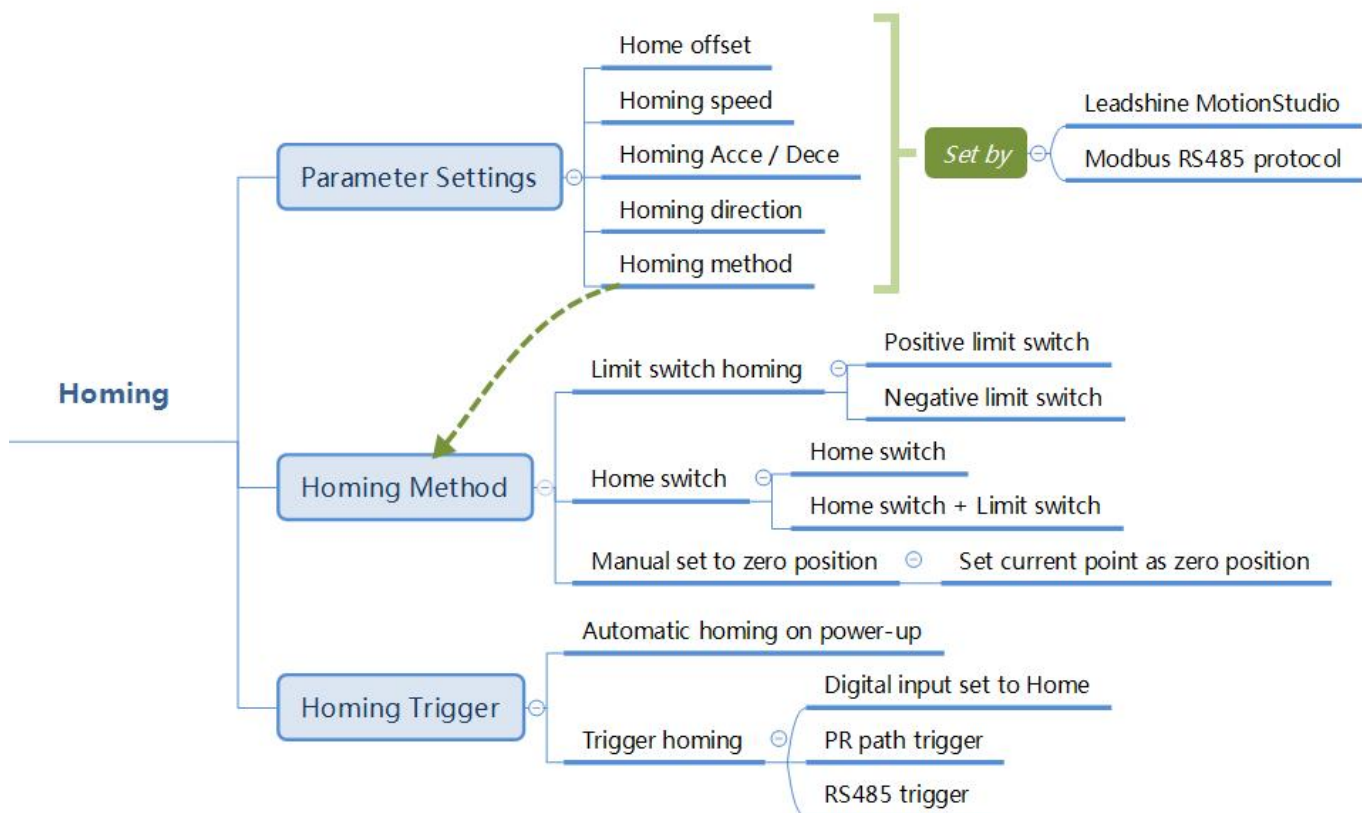 Homing
Parameter Settings
Home offset
Homing speed
Homing Acce / Dece
Homing direction
Homing method
Set by
Leadshine MotionStudio
Modbus RS485 protocol
Homing Method
Limit switch homing
Positive limit switch
Negative limit switch
Home switch
Home switch
Home switch + Limit switch
Manual set to zero position
Set current point as zero position
Homing Trigger
Automatic homing on power-up
Trigger homing
Digital input set to Home
PR path trigger
RS485 trigger